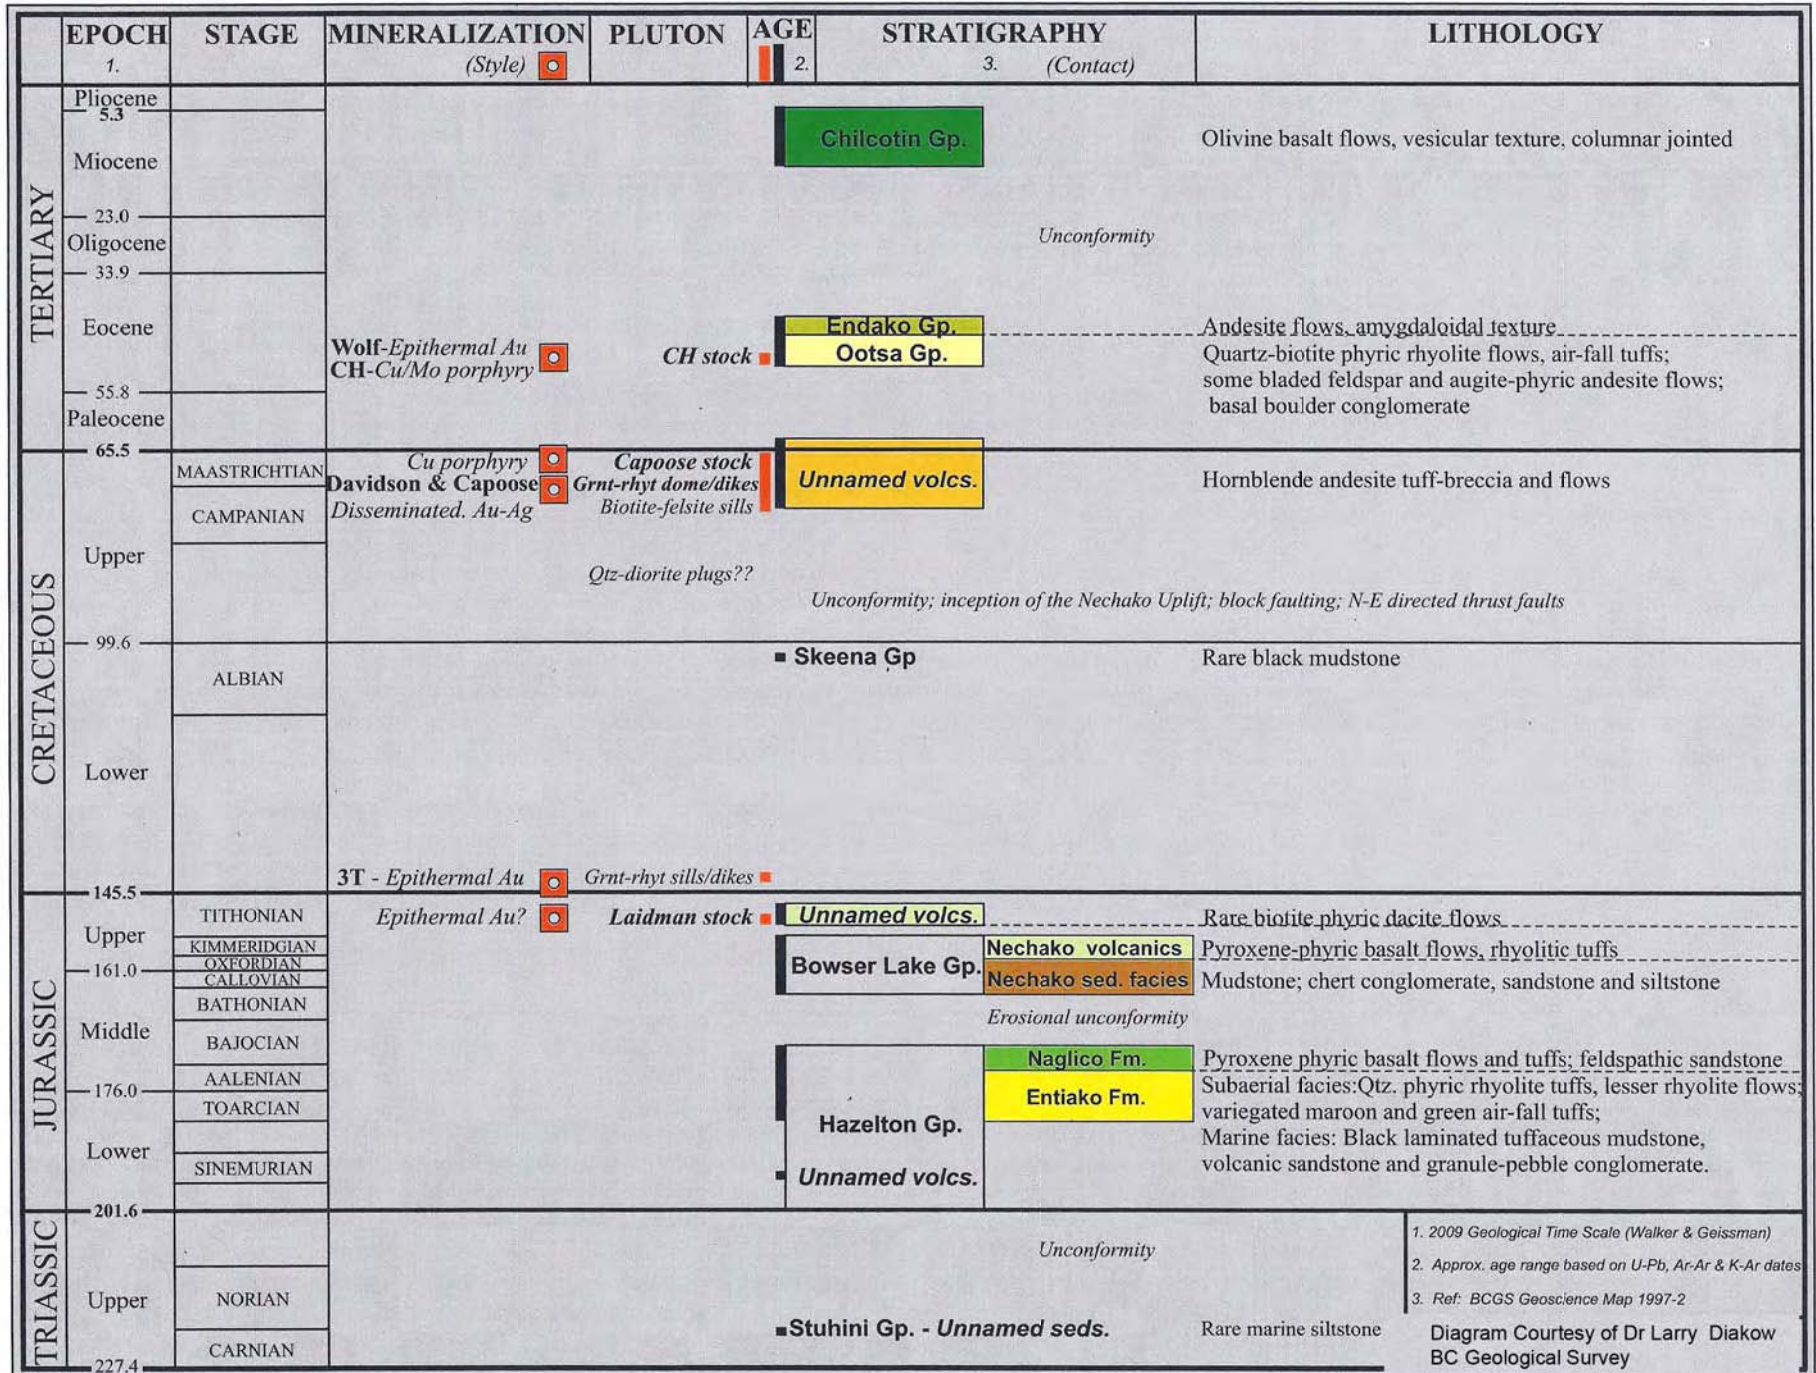 EPOCH STAGE MINERALIZATION PLUTON AGE STRATIGRAPHY LITHOLOGY
1. (Style) 2. 3. (Contact)
TERTIARY
Pliocene
5.3
Chilcotin Gp. Olivine basalt flows, vesicular texture, columnar jointed
Miocene
23.0
Oligocene Unconformity
33.9
Eocene Endako Gp. Andesite flows, amygdaloidal texture
Wolf-Epithermal Au CH stock Ootsa Gp. Quartz-biotite phyric rhyolite flows, air-fall tuffs;
CH-Cu/Mo porphyry some bladed feldspar and augite-phyric andesite flows;
55.8 basal boulder conglomerate
Paleocene
65.5
CRETACEOUS
MAASTRICHTIAN Cu porphyry Capoose stock
Davidson & Capoose Grnt-rhyt dome/dikes Unnamed volcs. Hornblende andesite tuff-breccia and flows
CAMPANIAN Disseminated. Au-Ag Biotite-felsite sills
Upper
Qtz-diorite plugs??
Unconformity; inception of the Nechako Uplift; block faulting; N-E directed thrust faults
99.6
Skeena Gp Rare black mudstone
ALBIAN
Lower
3T - Epithermal Au Grnt-rhyt sills/dikes
145.5
JURASSIC
TITHONIAN Epithermal Au? Laidman stock Unnamed volcs. Rare biotite phyric dacite flows
Upper
KIMMERIDGIAN Nechako volcanics Pyroxene-phyric basalt flows, rhyolitic tuffs
OXFORDIAN
161.0 Bowser Lake Gp.
CALLOVIAN Nechako sed. facies Mudstone; chert conglomerate, sandstone and siltstone
BATHONIAN
Erosional unconformity
Middle
BAJOCIAN
Naglico Fm. Pyroxene phyric basalt flows and tuffs; feldspathic sandstone
AALENIAN Subaerial facies:Qtz. phyric rhyolite tuffs, lesser rhyolite flows;
176.0 Entiako Fm.
TOARCIAN variegated maroon and green air-fall tuffs;
Hazelton Gp. Marine facies: Black laminated tuffaceous mudstone,
Lower volcanic sandstone and granule-pebble conglomerate.
SINEMURIAN Unnamed volcs.
201.6
TRIASSIC
Unconformity
Upper NORIAN
Stuhini Gp. - Unnamed seds. Rare marine siltstone
CARNIAN
227.4
1. 2009 Geological Time Scale (Walker & Geissman)
2. Approx. age range based on U-Pb, Ar-Ar & K-Ar dates
3. Ref: BCGS Geoscience Map 1997-2
Diagram Courtesy of Dr Larry Diakow
BC Geological Survey